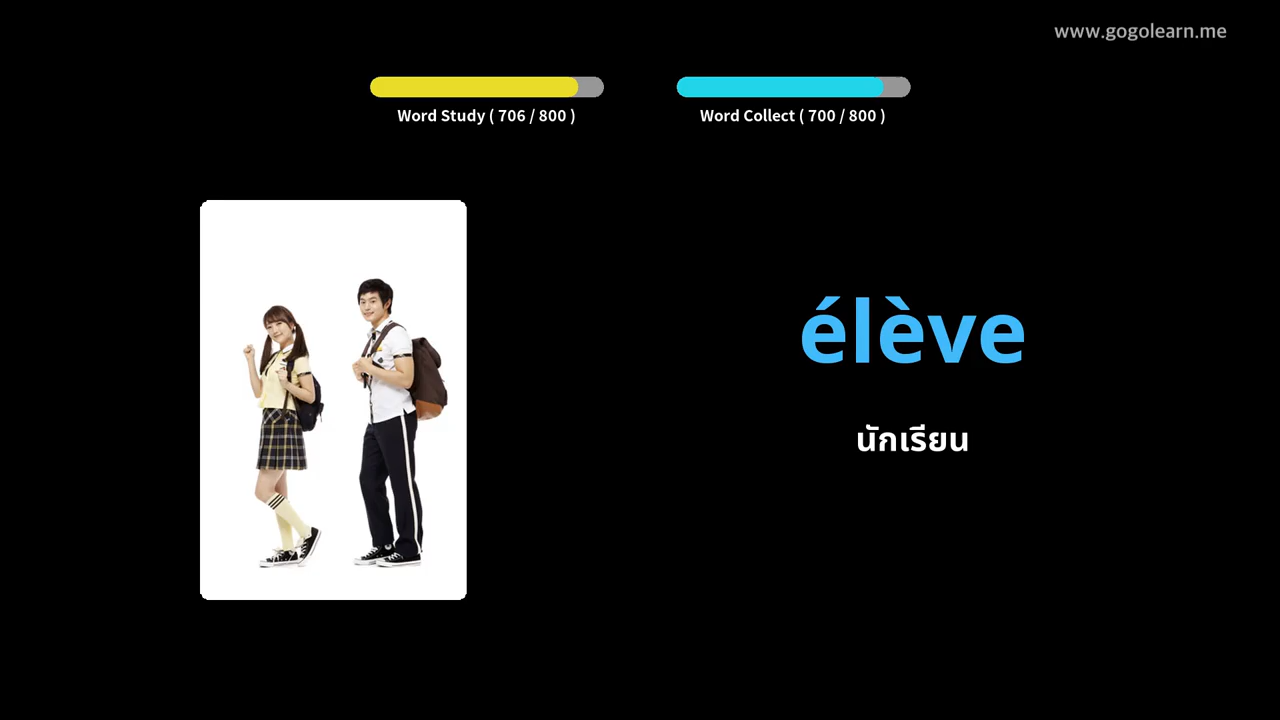 www.gogolearn.me
Word Study ( 706 / 800 )
Word Collect ( 700 / 800 )
élève
นักเรียน